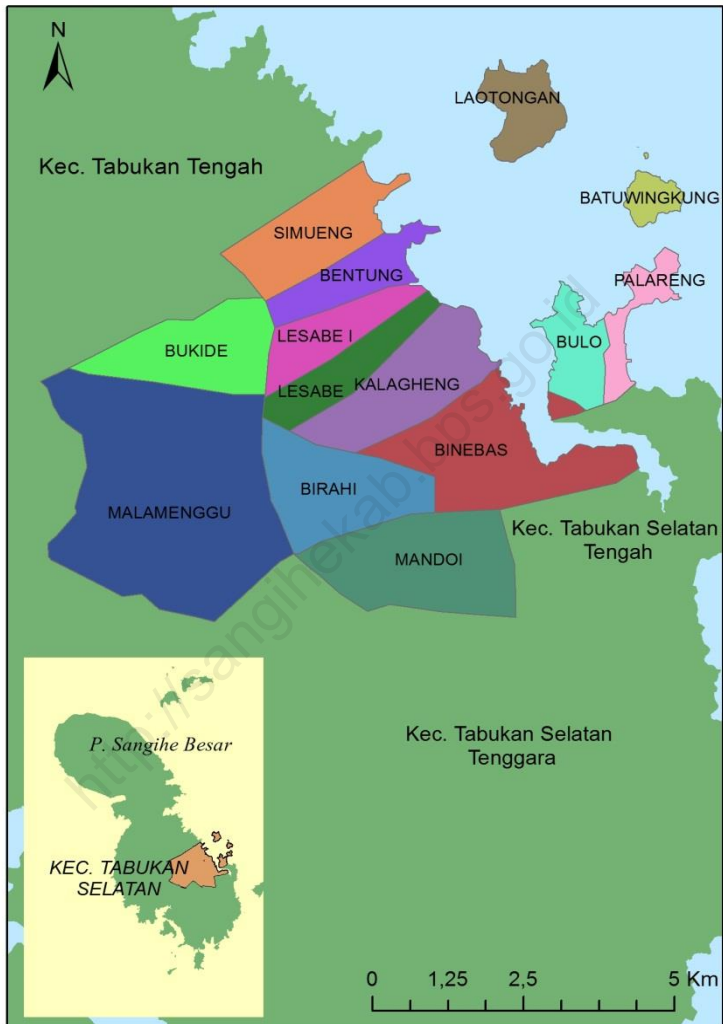 N
LAOTONGAN
Kec. Tabukan Tengah
BATUWINGKUNG
SIMUENG
BENTUNG
PALARENG
LESABE I
BULO
BUKIDE
LESABE
KALAGHENG
BINEBAS
BIRAHI
MALAMENGGU
Kec. Tabukan Selatan
Tengah
MANDOI
Kec. Tabukan Selatan
Tenggara
P. Sangihe Besar
KEC. TABUKAN
SELATAN
0 1,25 2,5 5 Km
http://sangihekab.bps.go.id